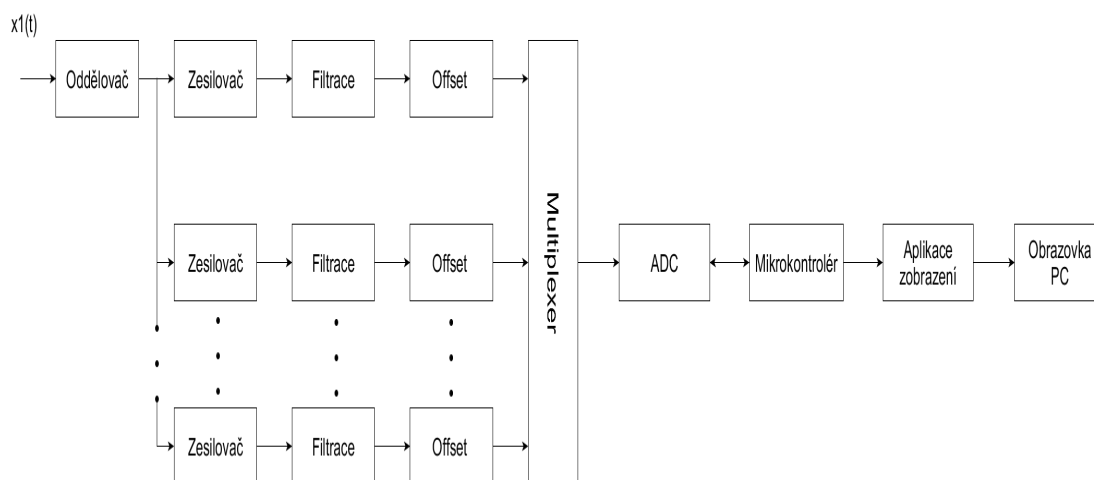 x1(t)
Oddělovač
Zesilovač
Filtrace
Offset
Multiplexer
Zesilovač
Filtrace
Offset
ADC
Mikrokontrolér
Aplikace
zobrazení
Obrazovka
PC
Zesilovač
Filtrace
Offset